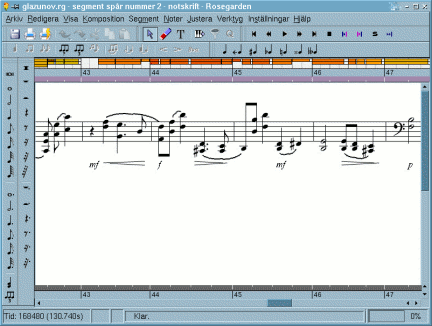 glazunov.rg - segment spår nummer 2 - notskrift - Rosegarden
Arkiv Redigera Visa Komposition Segment Noter Justera Verktyg Inställningar Hjälp
43 44 45 46 47
mf f mf p
43 44 45 46 47
Tid: 168480 (130.740s) Klar. 0%